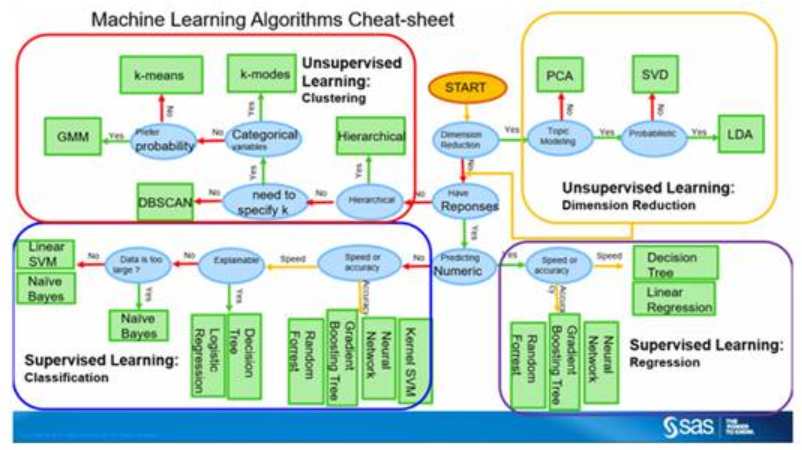 Machine Learning Algorithms Cheat-sheet
Unsupervised
Learning:
Clustering
k-means
k-modes
START
PCA
SVD
No
Yes
No
No
GMM
Yes
Prefer
probability
No
Categorical
variables
Hierarchical
Dimension
Reduction
Yes
Topic
Modeling
Yes
Probabilistic
Yes
LDA
Yes
Yes
No
DBSCAN
No
need to
specify k
No
Hierarchical
No
Have
Reponses
Unsupervised Learning:
Dimension Reduction
Yes
Linear
SVM
No
Data is too
large ?
No
Explainable
Speed
Speed or
accuracy
No
Predicting
Numeric
Yes
Speed or
accuracy
Speed
Decision
Tree
Naïve
Bayes
Linear
Regression
Yes
Yes
Accuracy
Accuracy
Naïve
Bayes
Logistic
Regression
Decision
Tree
Random
Forrest
Gradient
Boosting Tree
Neural
Network
Kernel SVM
Random
Forrest
Gradient
Boosting Tree
Neural
Network
Supervised Learning:
Classification
Supervised Learning:
Regression
sas
THE
POWER
TO KNOW.